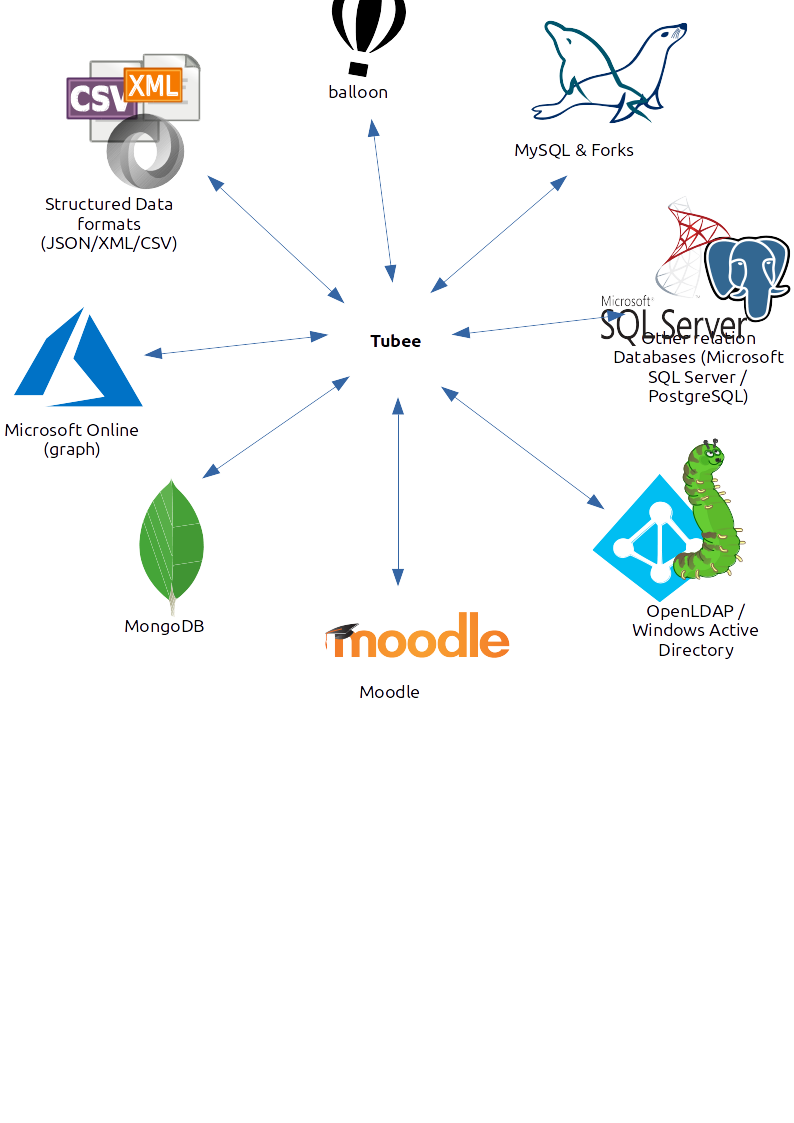 balloon
CSV
XML
MySQL & Forks
Structured Data
formats
(JSON/XML/CSV)
Microsoft
SQL Server
Other relation
Databases (Microsoft
SQL Server /
PostgreSQL)
Tubee
Microsoft Online
(graph)
MongoDB
OpenLDAP /
Windows Active
Directory
moodle
Moodle